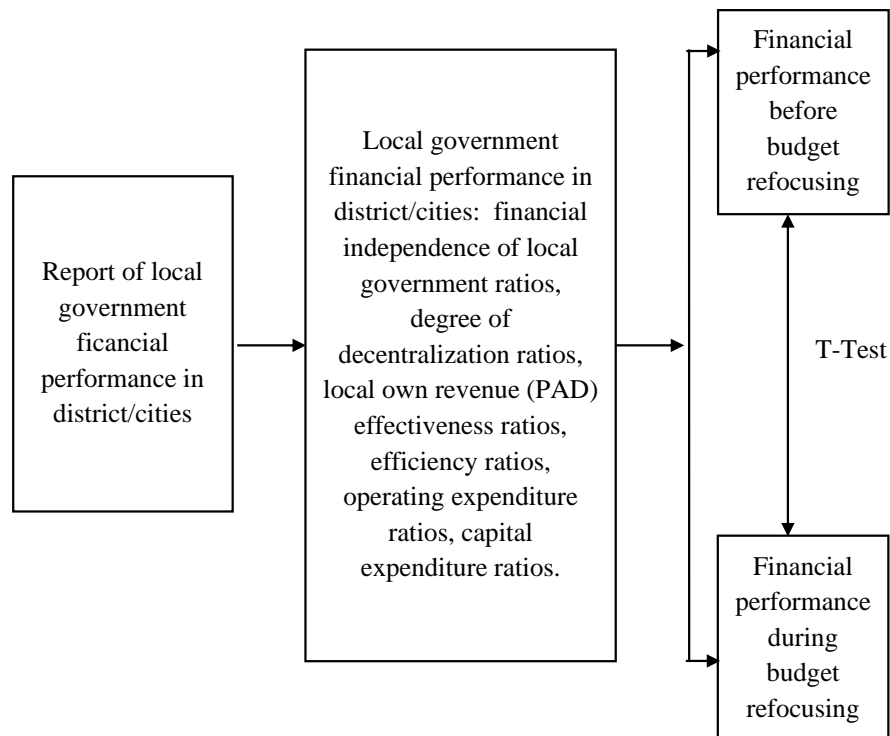 Report of local
government
ficancial
performance in
district/cities
Local government
financial performance in
district/cities:  financial
independence of local
government ratios,
degree of
decentralization ratios,
local own revenue (PAD)
effectiveness ratios,
efficiency ratios,
operating expenditure
ratios, capital
expenditure ratios.
Financial
performance
before
budget
refocusing
T-Test
Financial
performance
during
budget
refocusing